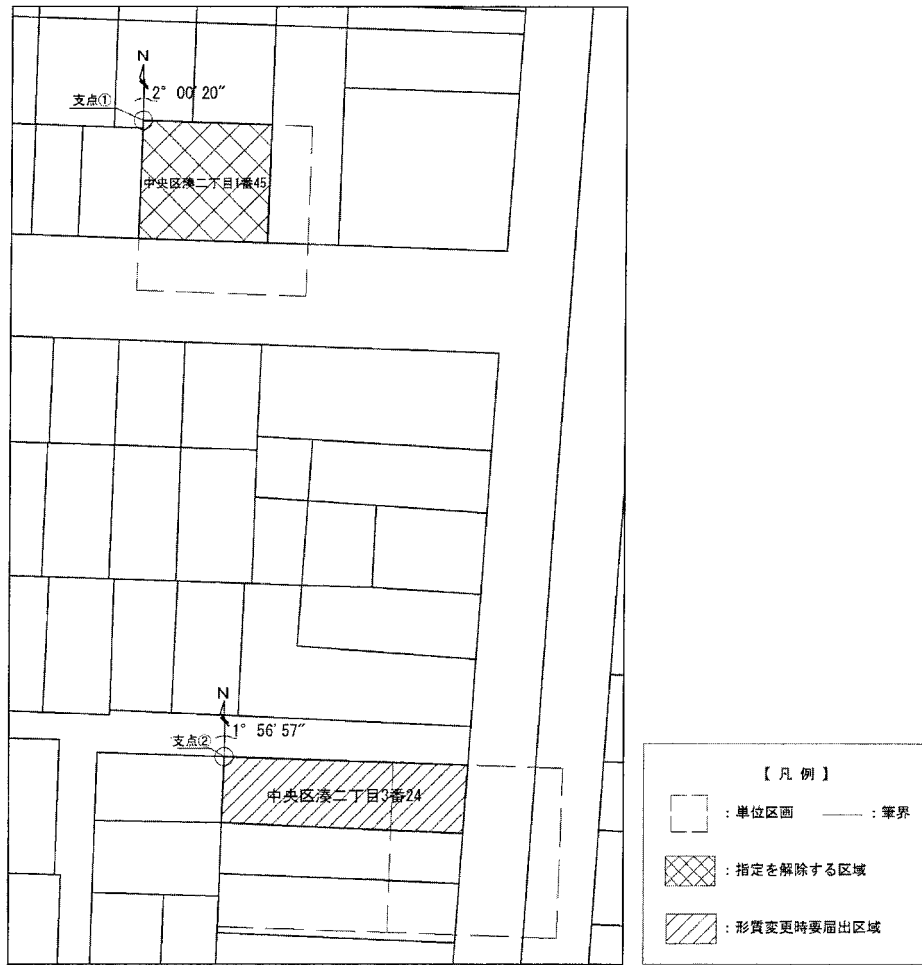 N
2° 00′ 20″
支点①
中央区湊二丁目1番45
N
1° 56′ 57″
支点②
中央区湊二丁目3番24
【 凡 例 】
：単位区画
：筆界
：指定を解除する区域
：形質変更時要届出区域